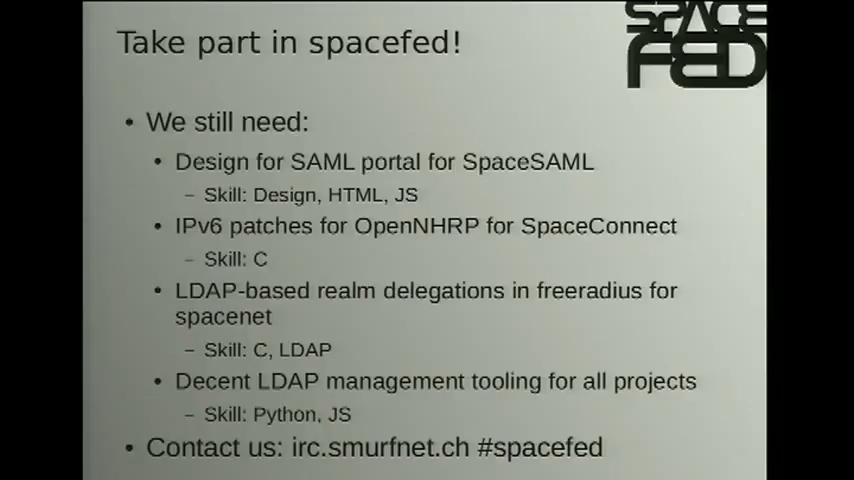 SPACE
FED
Take part in spacefed!
• We still need:
• Design for SAML portal for SpaceSAML
– Skill: Design, HTML, JS
• IPv6 patches for OpenNHRP for SpaceConnect
– Skill: C
• LDAP-based realm delegations in freeradius for
spacenet
– Skill: C, LDAP
• Decent LDAP management tooling for all projects
– Skill: Python, JS
• Contact us: irc.smurfnet.ch #spacefed